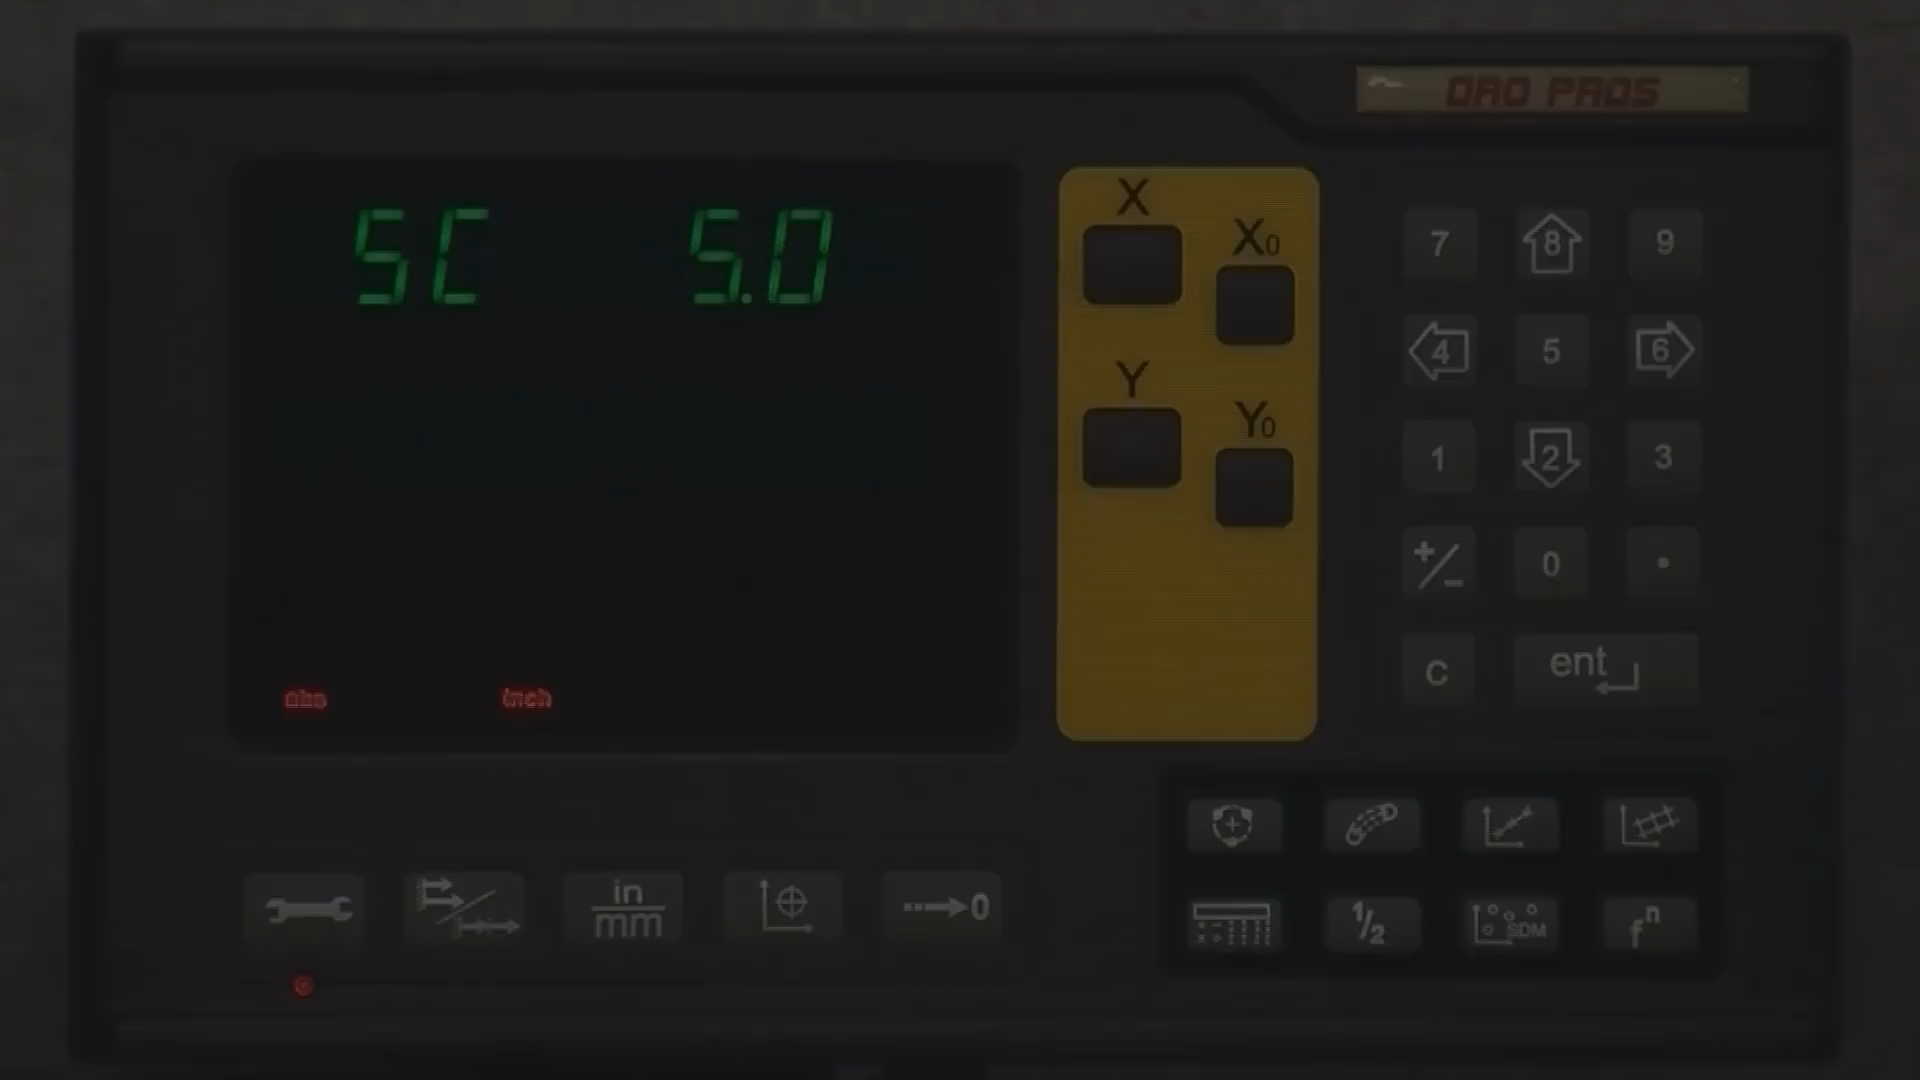 DRO PROS
SC 5.0
abs inch
X
X0
Y
Y0
7 8 9
4 5 6
1 2 3
+/- 0 .
c ent
in
mm
→0
1/2
SDM
fn